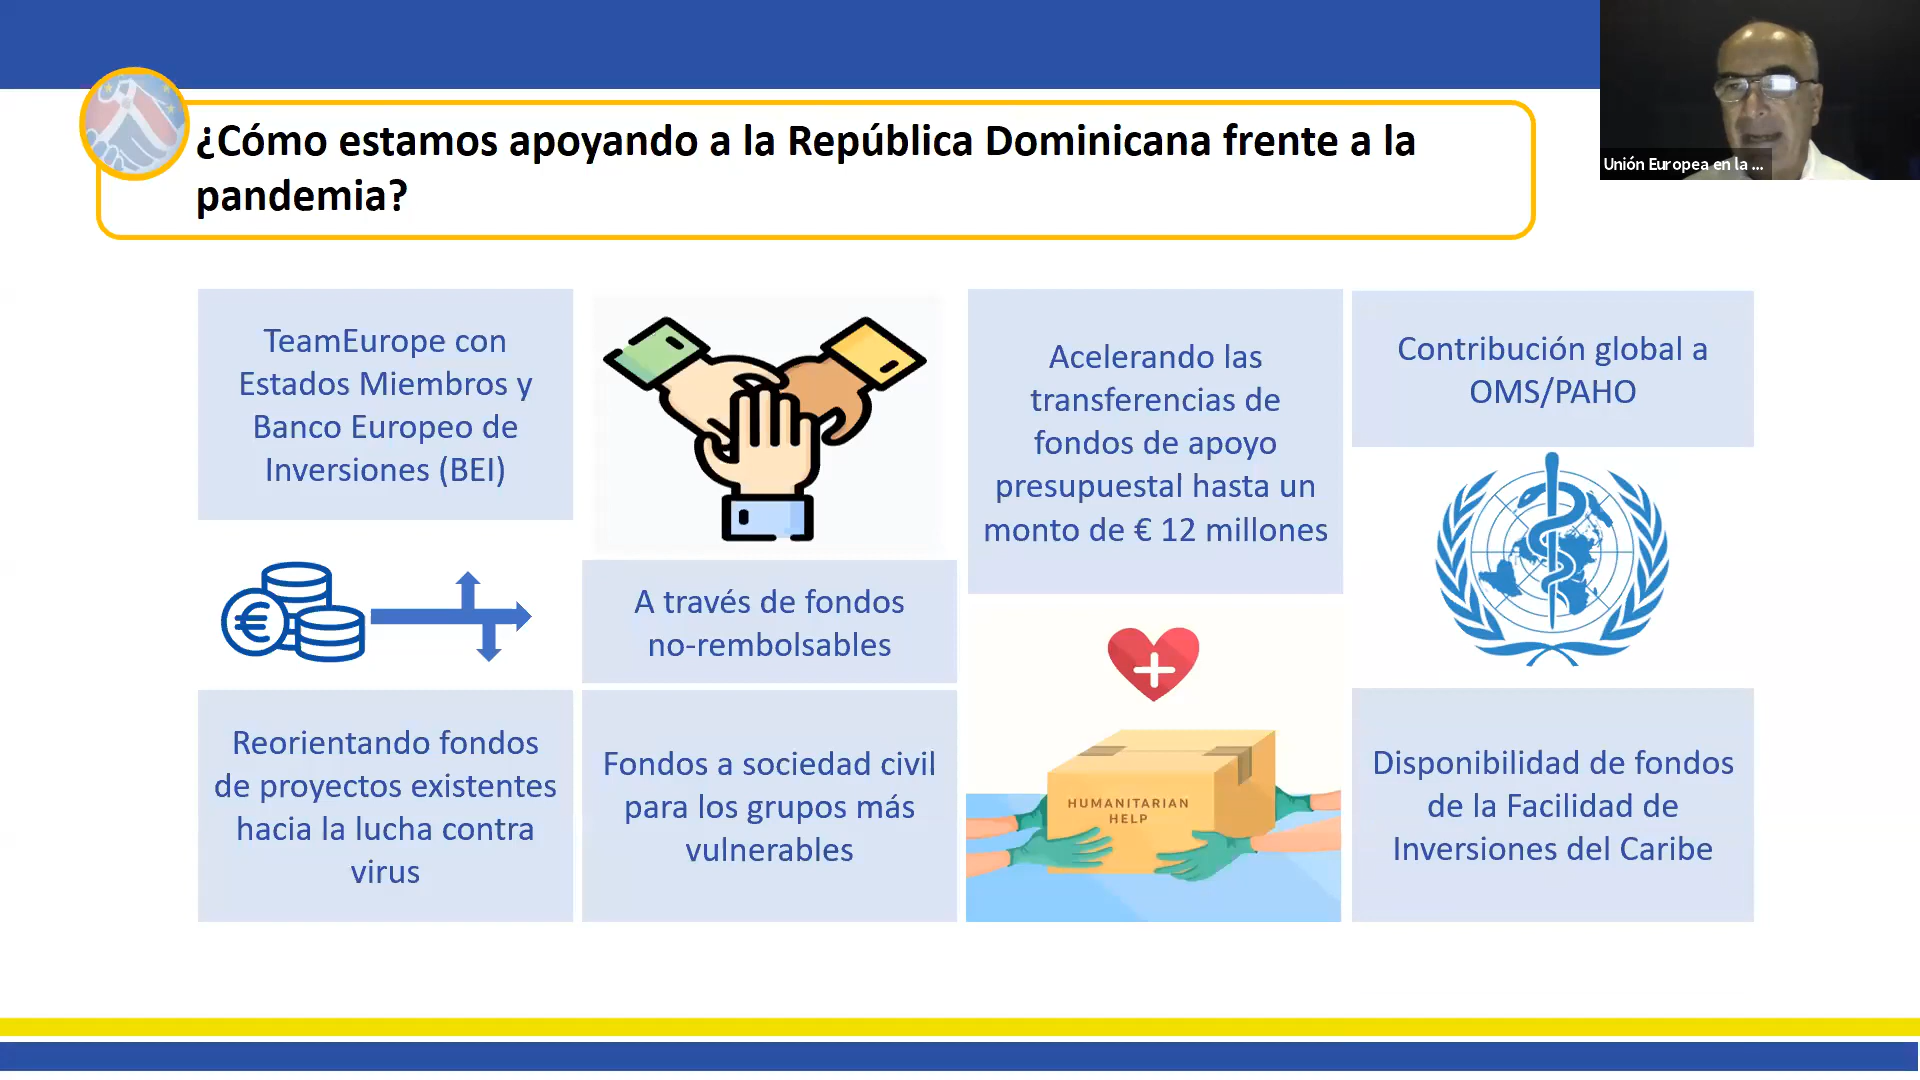 ¿Cómo estamos apoyando a la República Dominicana frente a la
pandemia?
Unión Europea en la ...
TeamEurope con
Estados Miembros y
Banco Europeo de
Inversiones (BEI)
Acelerando las
transferencias de
fondos de apoyo
presupuestal hasta un
monto de € 12 millones
Contribución global a
OMS/PAHO
€
A través de fondos
no-rembolsables
Reorientando fondos
de proyectos existentes
hacia la lucha contra
virus
Fondos a sociedad civil
para los grupos más
vulnerables
HUMANITARIAN
HELP
Disponibilidad de fondos
de la Facilidad de
Inversiones del Caribe